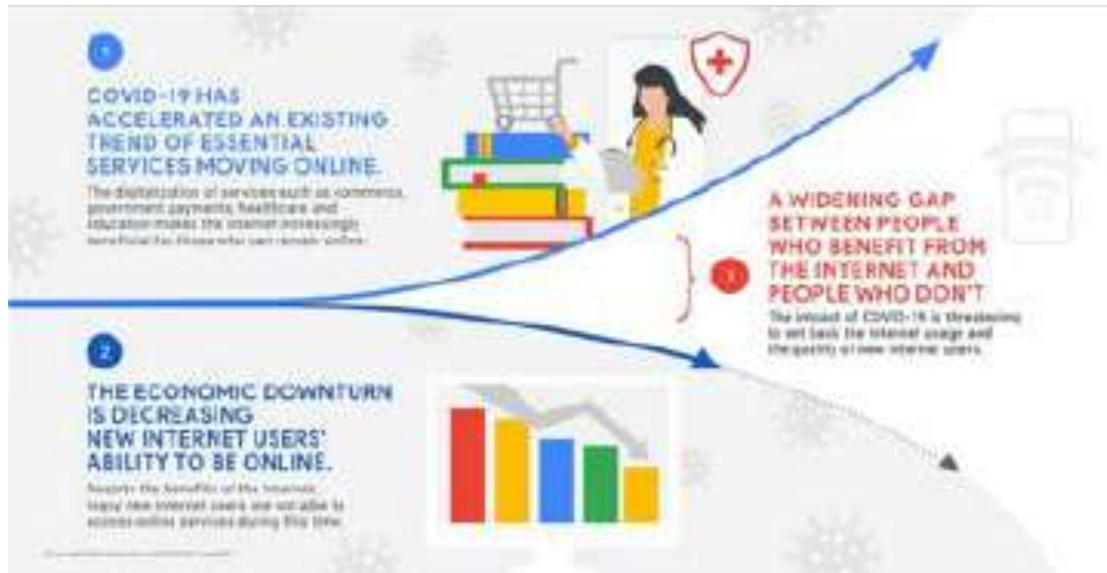 1
COVID-19 HAS
ACCELERATED AN EXISTING
TREND OF ESSENTIAL
SERVICES MOVING ONLINE.
The digitalization of services such as commerce,
government payments, healthcare and
education makes the internet increasingly
beneficial for those who can remain online.
2
THE ECONOMIC DOWNTURN
IS DECREASING
NEW INTERNET USERS'
ABILITY TO BE ONLINE.
Despite the benefits of the internet,
many new internet users are not able to
access online services during this time.
3
A WIDENING GAP
BETWEEN PEOPLE
WHO BENEFIT FROM
THE INTERNET AND
PEOPLE WHO DON'T
The impact of COVID-19 is threatening
to set back the internet usage and
the quality of new internet users.